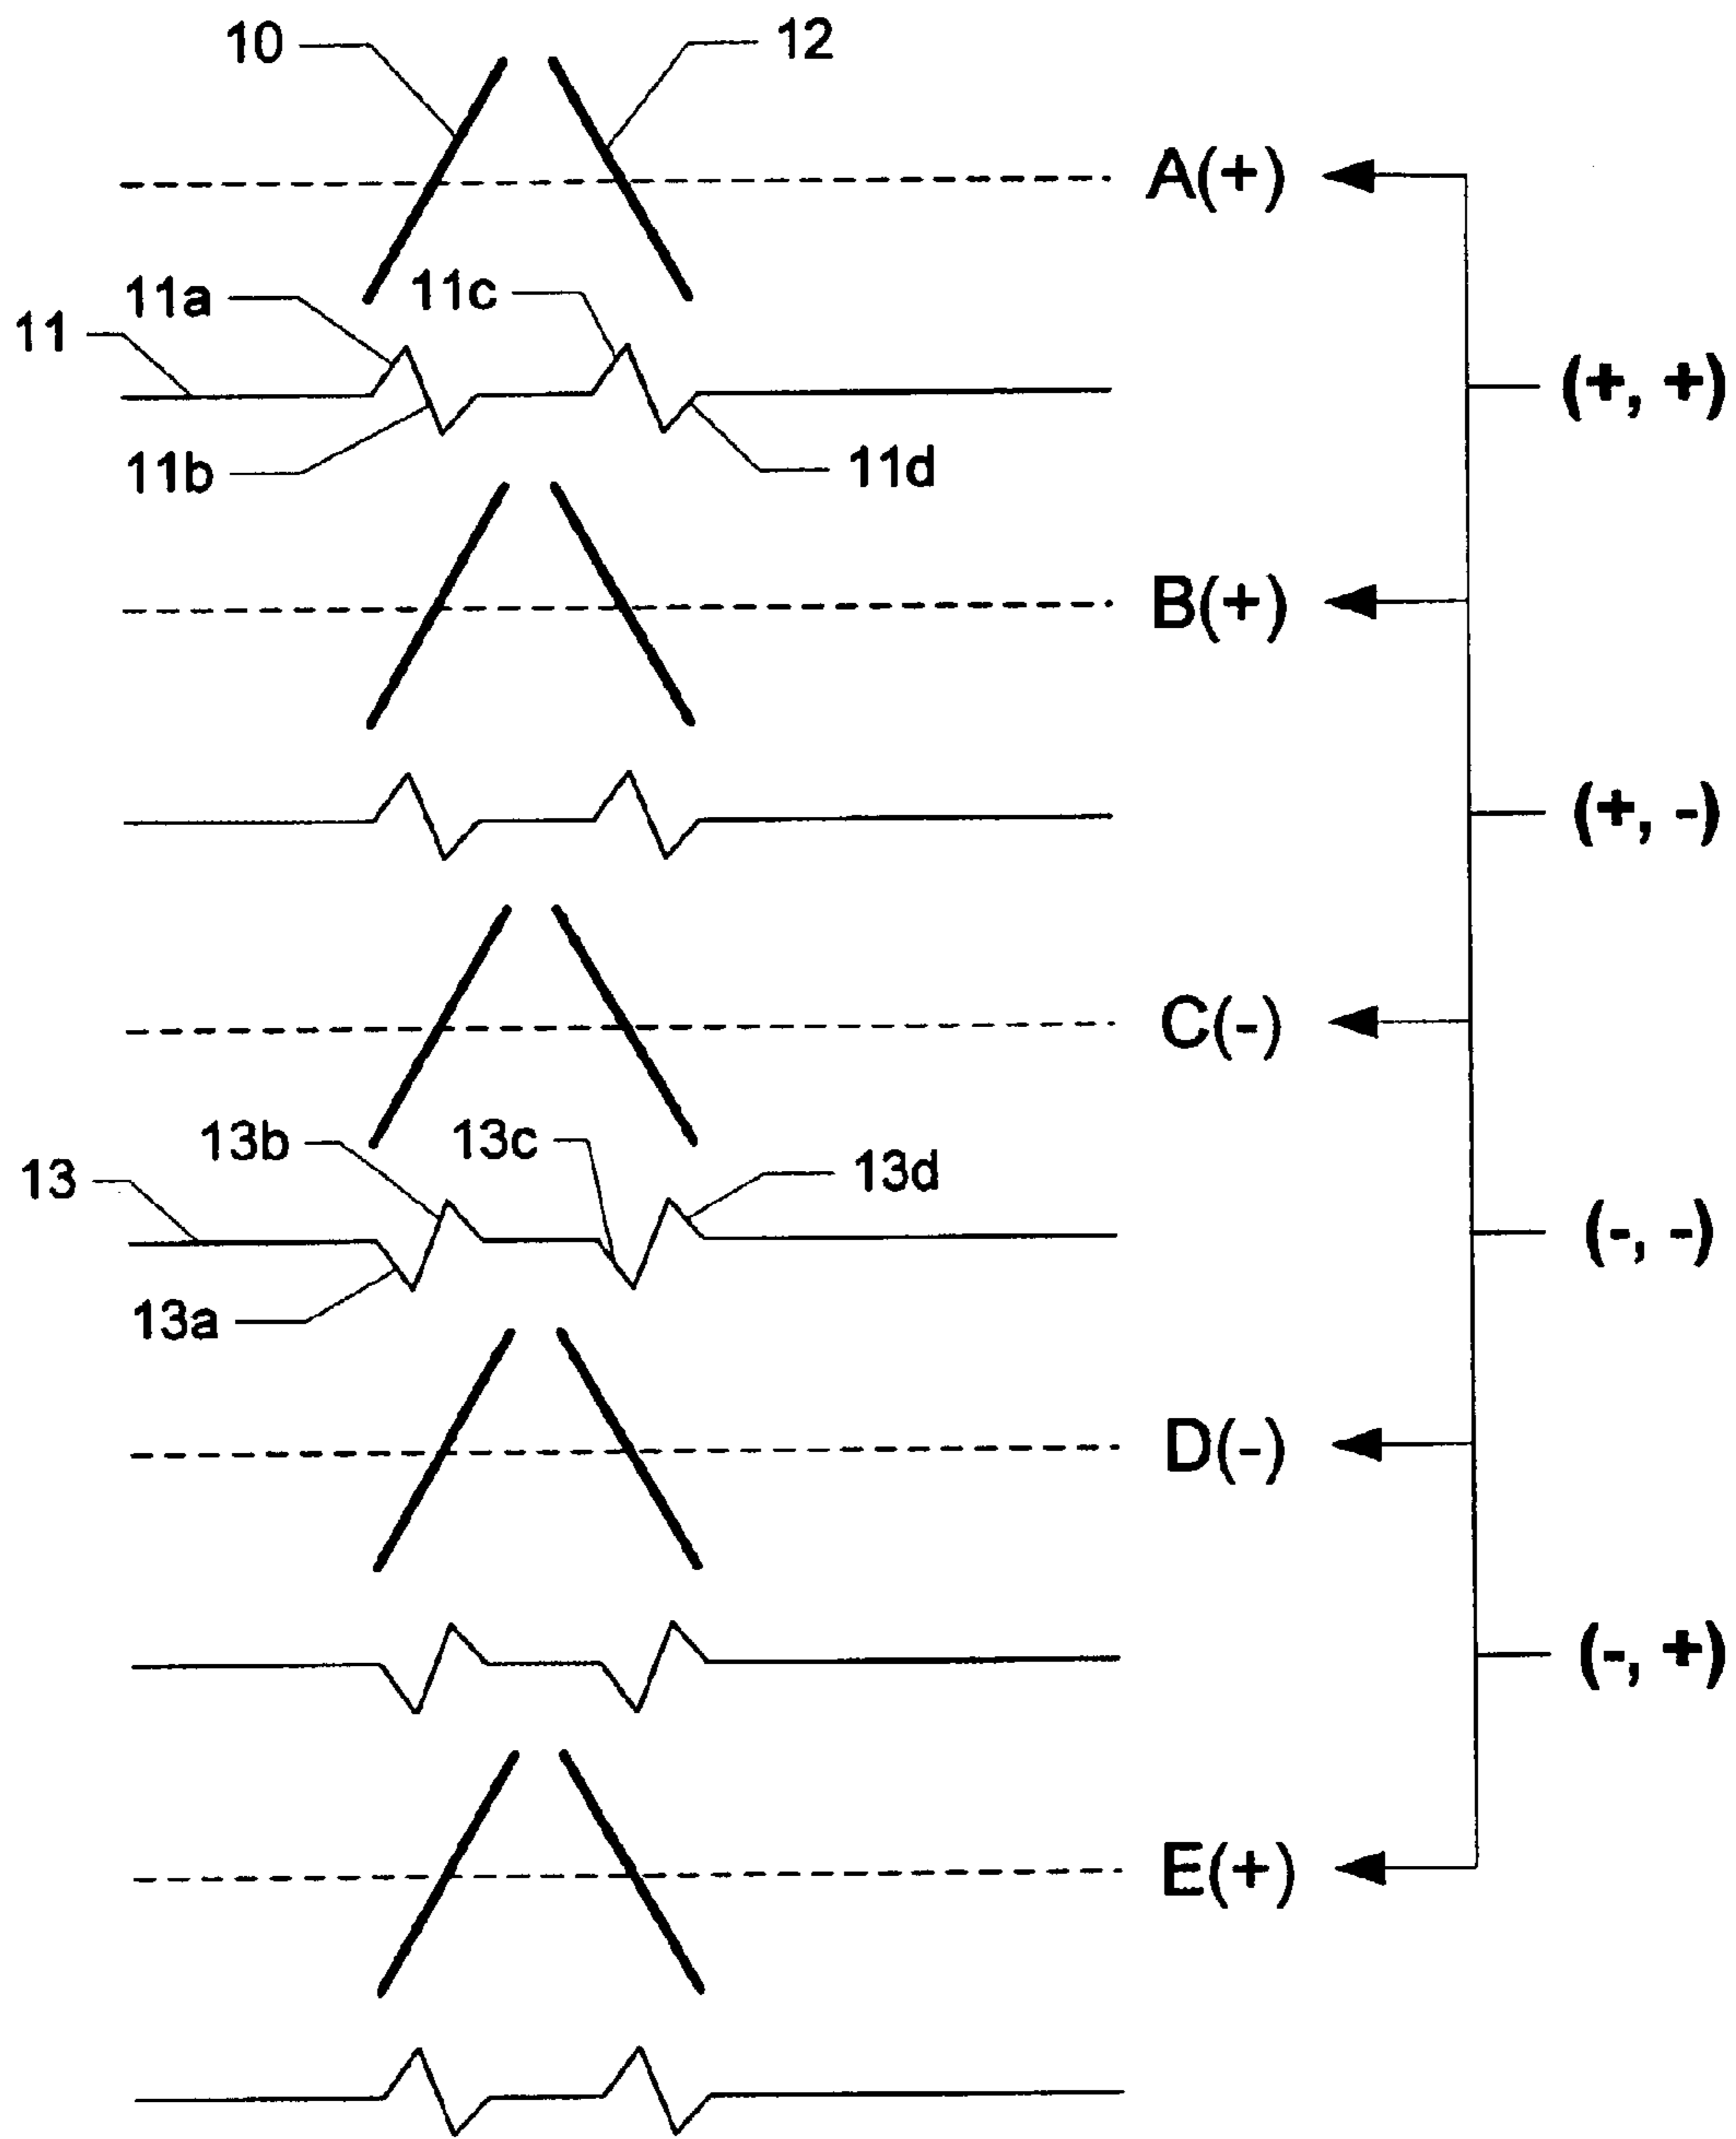 10
12
A(+)
11a
11c
11
(+, +)
11b
11d
B(+)
(+, -)
C(-)
13b
13c
13d
13
(-, -)
13a
D(-)
(-, +)
E(+)